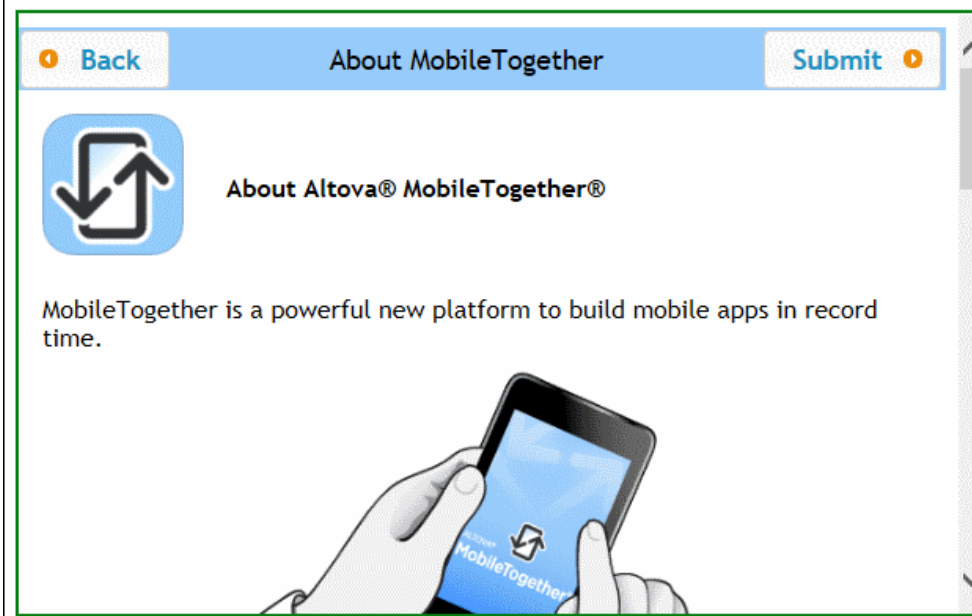 Back
About MobileTogether
Submit
About Altova® MobileTogether®
MobileTogether is a powerful new platform to build mobile apps in record
time.
ALTOVA®
MobileTogether